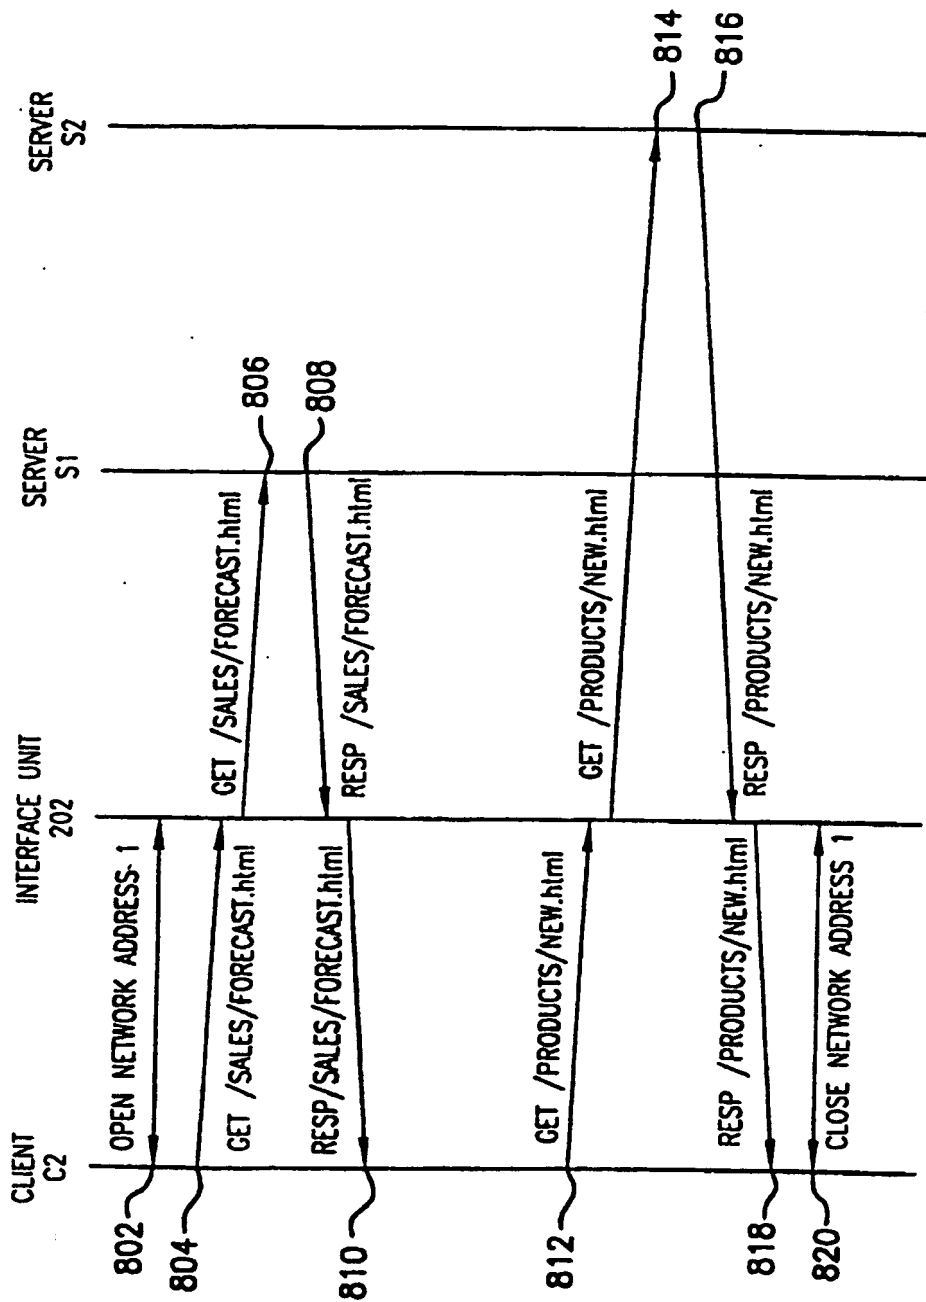 CLIENT
C2
INTERFACE UNIT
202
SERVER
S1
SERVER
S2
802
OPEN NETWORK ADDRESS-1
804
GET /SALES/FORECAST.html
GET /SALES/FORECAST.html
806
RESP /SALES/FORECAST.html
808
RESP/SALES/FORECAST.html
810
812
GET /PRODUCTS/NEW.html
GET /PRODUCTS/NEW.html
814
RESP /PRODUCTS/NEW.html
816
RESP /PRODUCTS/NEW.html
818
820
CLOSE NETWORK ADDRESS 1